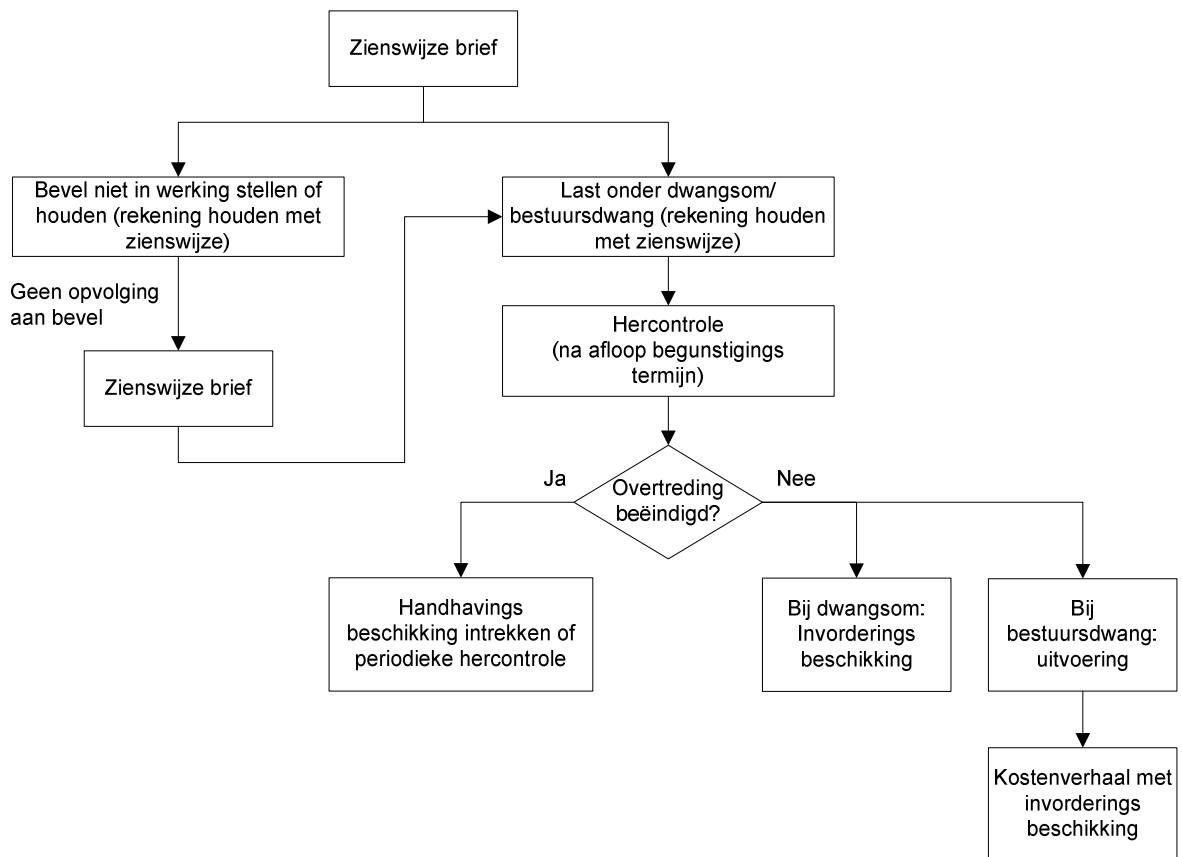 Zienswijze brief
Bevel niet in werking stellen of
houden (rekening houden met
zienswijze)
Last onder dwangsom/
bestuursdwang (rekening houden
met zienswijze)
Geen opvolging
aan bevel
Zienswijze brief
Hercontrole
(na afloop begunstigings
termijn)
Ja
Overtreding
beëindigd?
Nee
Handhavings
beschikking intrekken of
periodieke hercontrole
Bij dwangsom:
Invorderings
beschikking
Bij
bestuursdwang:
uitvoering
Kostenverhaal met
invorderings
beschikking